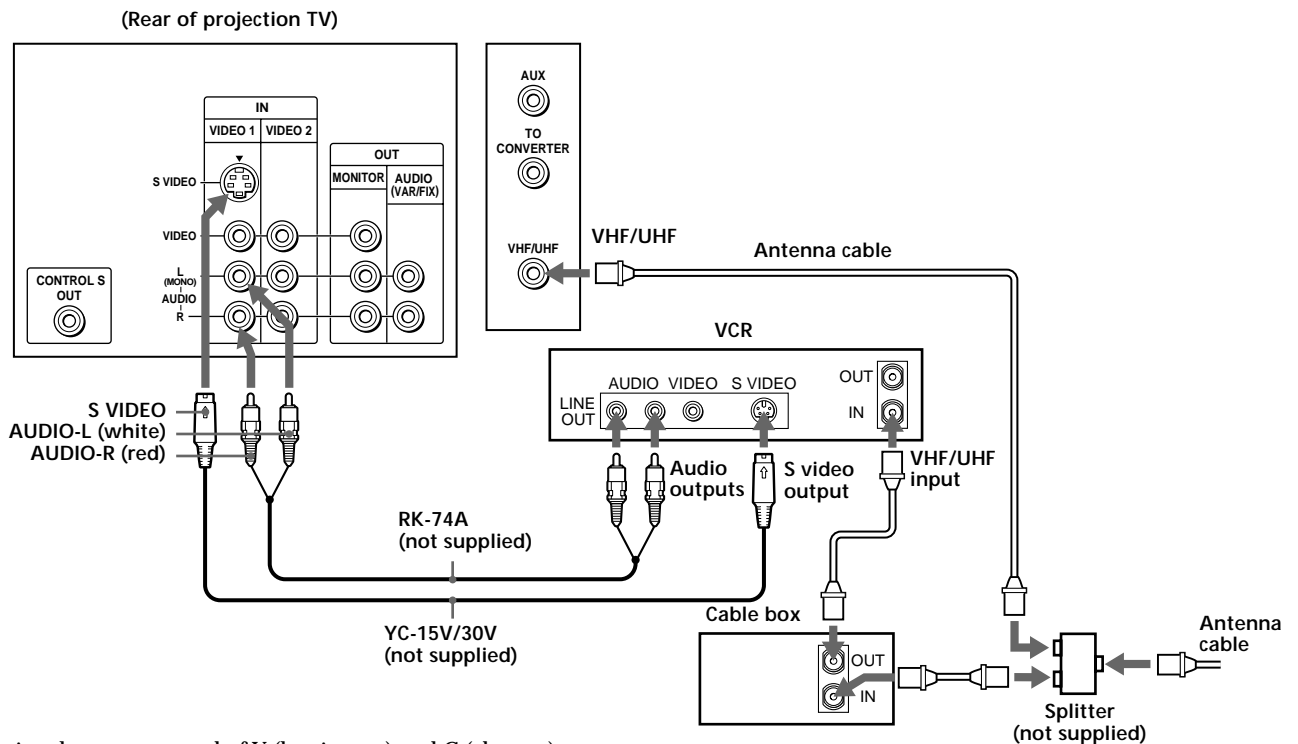 (Rear of projection TV)
IN
VIDEO 1 VIDEO 2
S VIDEO
VIDEO
L
(MONO)
AUDIO
R
OUT
MONITOR AUDIO
(VAR/FIX)
CONTROL S
OUT
AUX
TO
CONVERTER
VHF/UHF
VHF/UHF
Antenna cable
VCR
AUDIO VIDEO S VIDEO
LINE
OUT
OUT
IN
S VIDEO
AUDIO-L (white)
AUDIO-R (red)
Audio
outputs
S video
output
VHF/UHF
input
RK-74A
(not supplied)
YC-15V/30V
(not supplied)
Cable box
OUT
IN
Antenna
cable
Splitter
(not supplied)